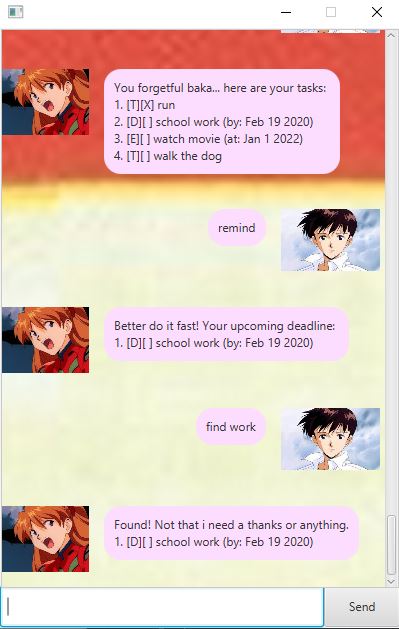 You forgetful baka... here are your tasks:
1. [T][X] run
2. [D][ ] school work (by: Feb 19 2020)
3. [E][ ] watch movie (at: Jan 1 2022)
4. [T][ ] walk the dog
remind
Better do it fast! Your upcoming deadline:
1. [D][ ] school work (by: Feb 19 2020)
find work
Found! Not that i need a thanks or anything.
1. [D][ ] school work (by: Feb 19 2020)
Send